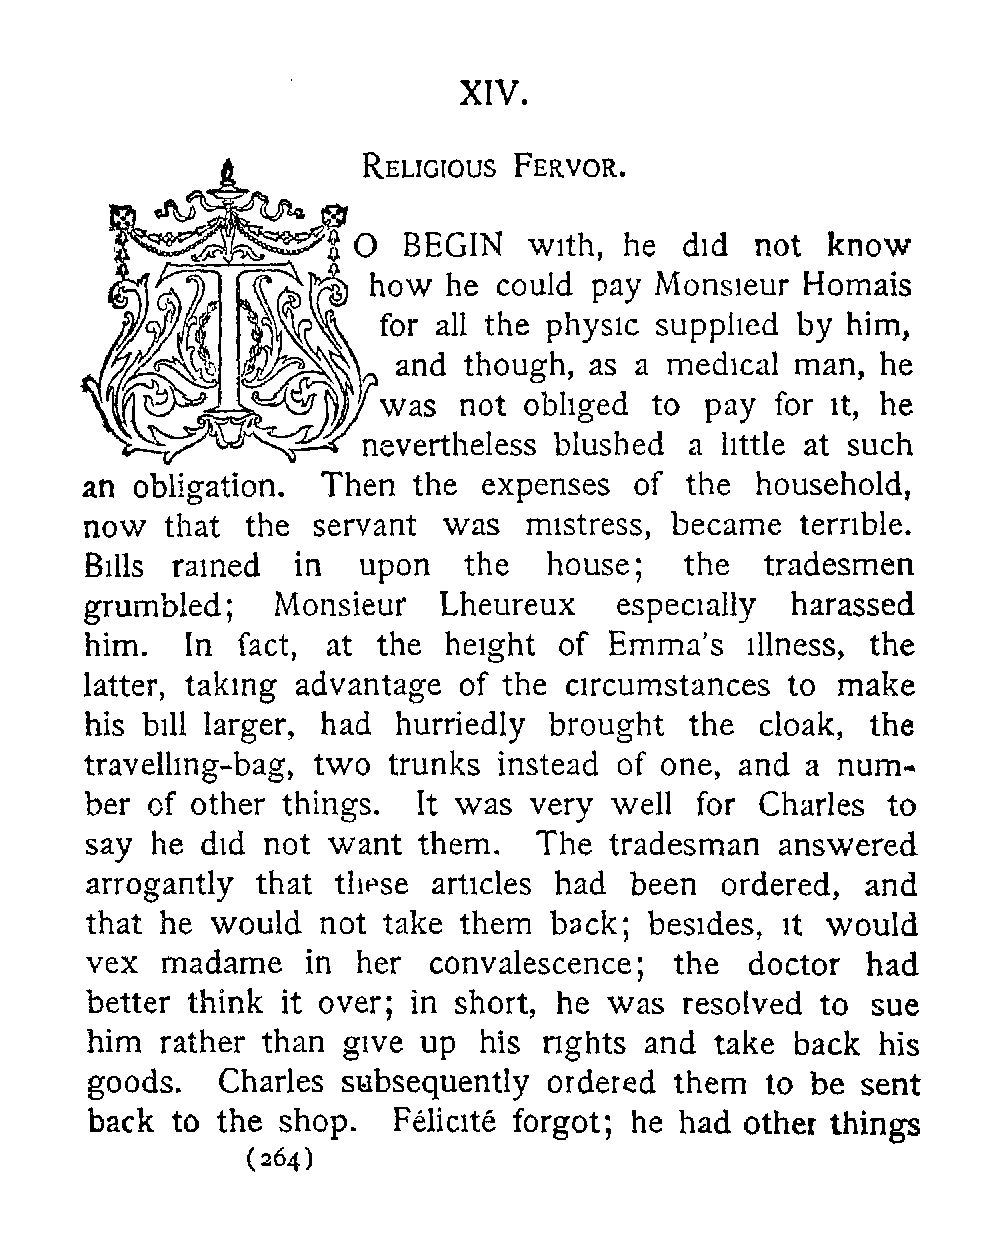 XIV.
RELIGIOUS FERVOR.
TO BEGIN with, he did not know
how he could pay Monsieur Homais
for all the physic supplied by him,
and though, as a medical man, he
was not obliged to pay for it, he
nevertheless blushed a little at such
an obligation. Then the expenses of the household,
now that the servant was mistress, became terrible.
Bills rained in upon the house; the tradesmen
grumbled; Monsieur Lheureux especially harassed
him. In fact, at the height of Emma's illness, the
latter, taking advantage of the circumstances to make
his bill larger, had hurriedly brought the cloak, the
travelling-bag, two trunks instead of one, and a num-
ber of other things. It was very well for Charles to
say he did not want them. The tradesman answered
arrogantly that these articles had been ordered, and
that he would not take them back; besides, it would
vex madame in her convalescence; the doctor had
better think it over; in short, he was resolved to sue
him rather than give up his rights and take back his
goods. Charles subsequently ordered them to be sent
back to the shop. Félicité forgot; he had other things
(264)